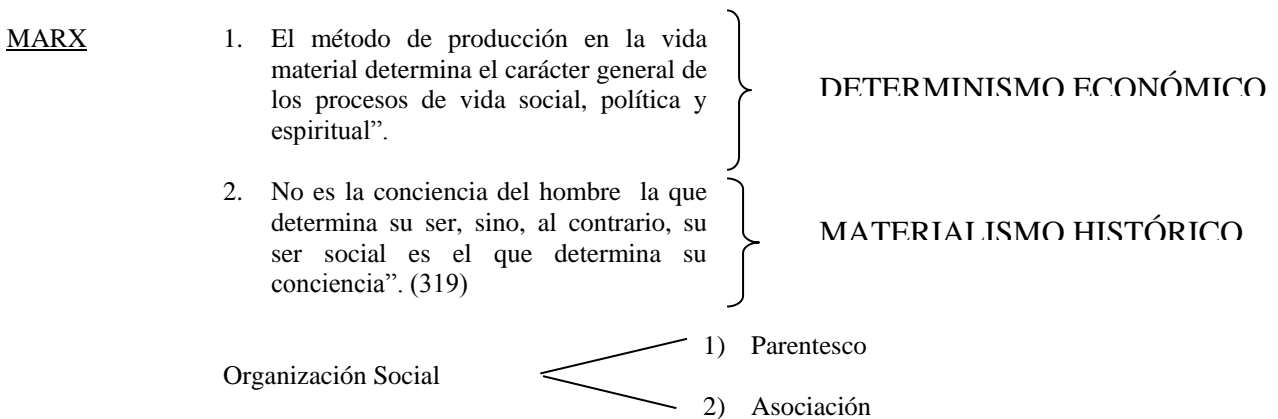 MARX
1. El método de producción en la vida
material determina el carácter general de
los procesos de vida social, política y
espiritual”.
DETERMINISMO ECONÓMICO
2. No es la conciencia del hombre la que
determina su ser, sino, al contrario, su
ser social es el que determina su
conciencia”. (319)
MATERIALISMO HISTÓRICO
Organización Social
1) Parentesco
2) Asociación